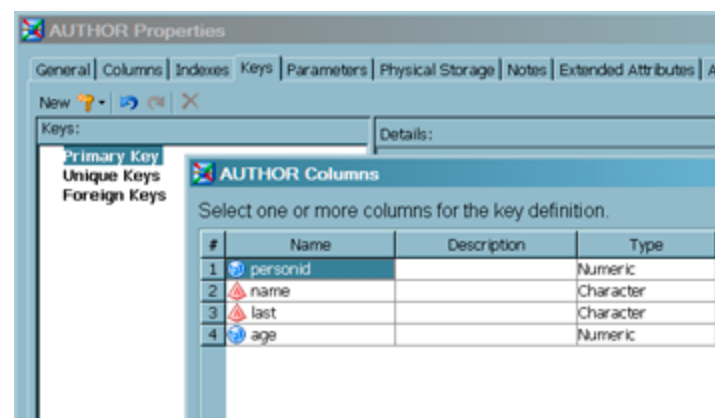 AUTHOR Properties
General Columns Indexes Keys Parameters Physical Storage Notes Extended Attributes A
New
Keys:
Details:
Primary Key
Unique Keys
Foreign Keys
AUTHOR Columns
Select one or more columns for the key definition.
# Name Description Type
1 personid Numeric
2 name Character
3 last Character
4 age Numeric